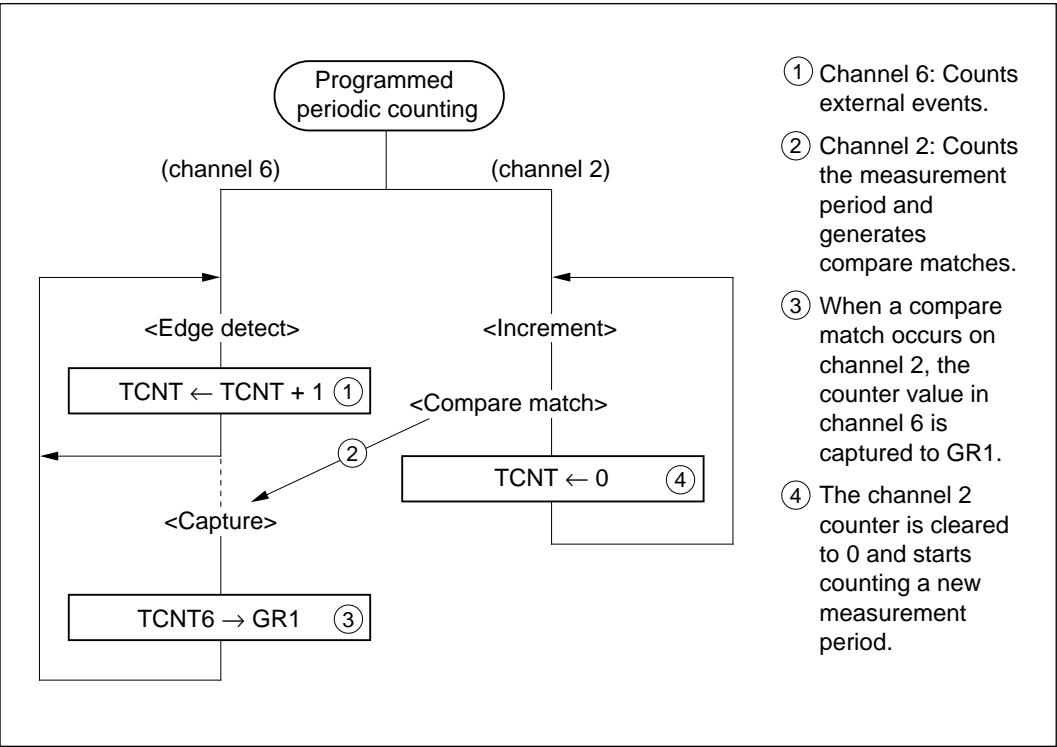 Programmed
periodic counting
(channel 6)
(channel 2)
<Edge detect>
<Increment>
TCNT ← TCNT + 1 ①
<Compare match>
②
TCNT ← 0 ④
<Capture>
TCNT6 → GR1 ③
① Channel 6: Counts
external events.
② Channel 2: Counts
the measurement
period and
generates
compare matches.
③ When a compare
match occurs on
channel 2, the
counter value in
channel 6 is
captured to GR1.
④ The channel 2
counter is cleared
to 0 and starts
counting a new
measurement
period.